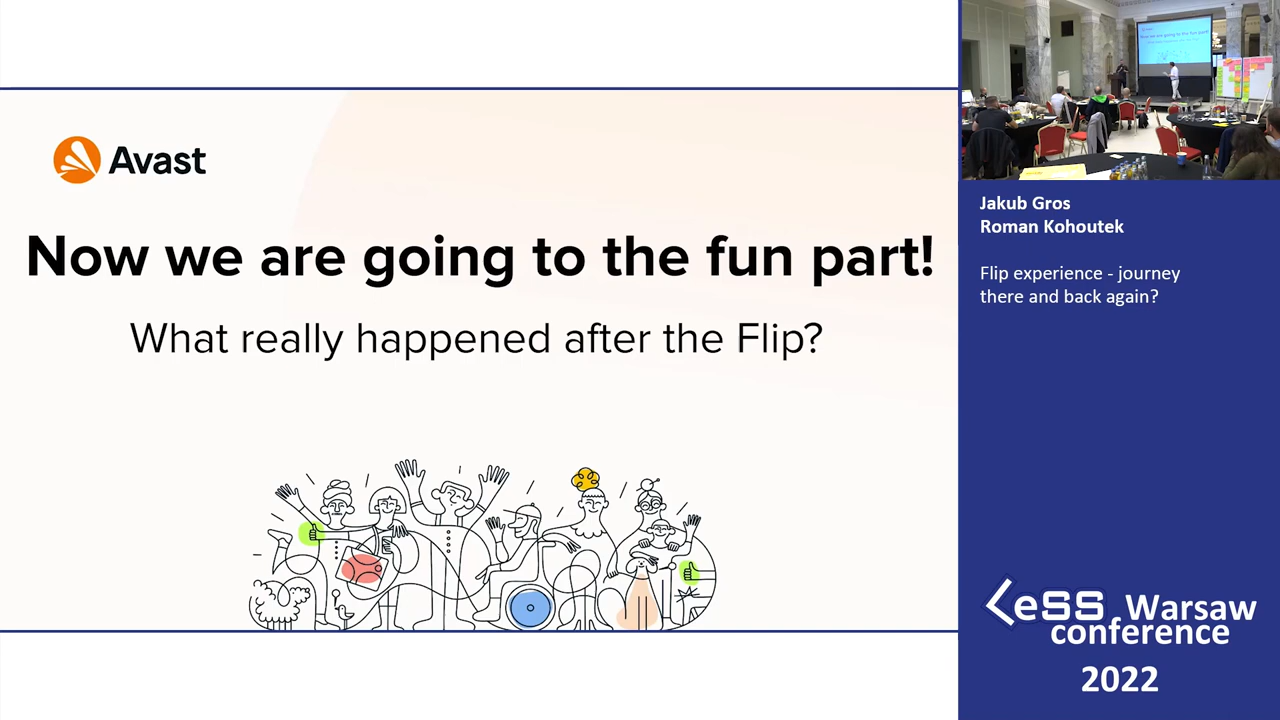 Avast
Now we are going to the fun part!
What really happened after the Flip?
Jakub Gros
Roman Kohoutek
Flip experience - journey
there and back again?
LeSS Warsaw
conference
2022